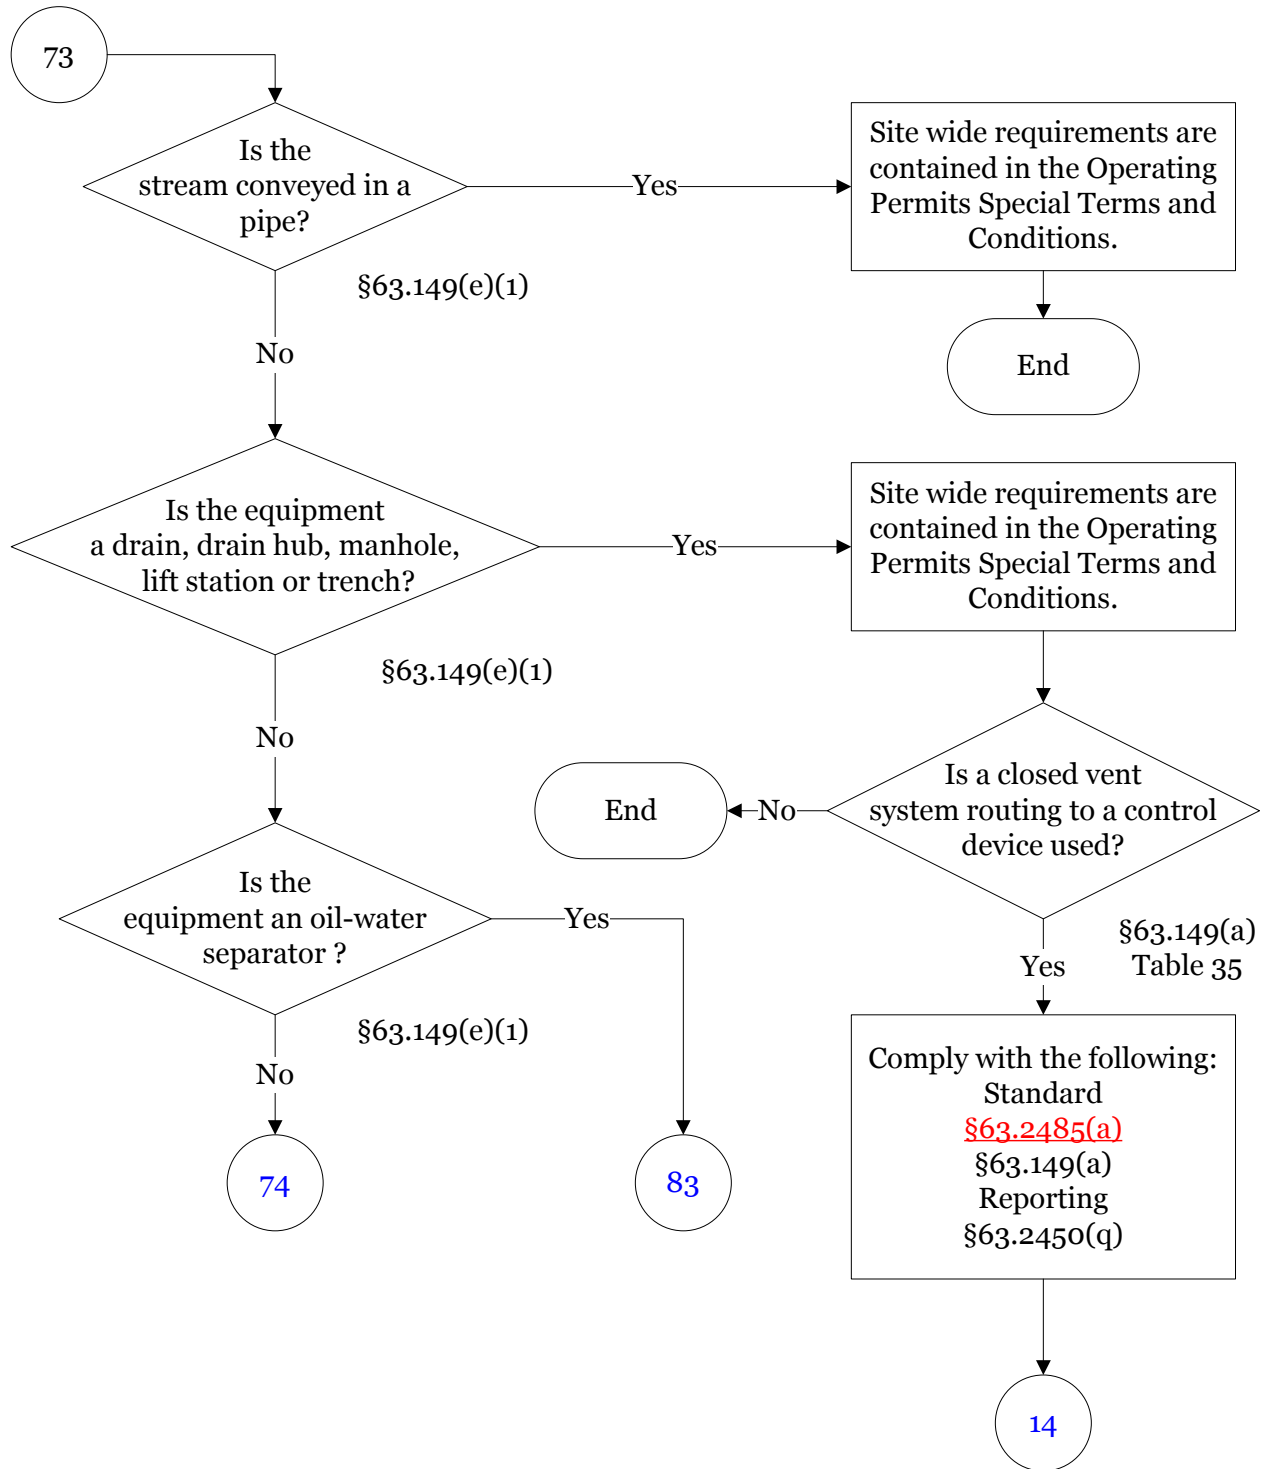 73
Is the
stream conveyed in a
pipe?
Yes
Site wide requirements are
contained in the Operating
Permits Special Terms and
Conditions.
§63.149(e)(1)
End
No
Is the equipment
a drain, drain hub, manhole,
lift station or trench?
Yes
Site wide requirements are
contained in the Operating
Permits Special Terms and
Conditions.
§63.149(e)(1)
No
Is a closed vent
system routing to a control
device used?
No
End
Is the
equipment an oil-water
separator ?
Yes
§63.149(a)
Table 35
Yes
§63.149(e)(1)
No
Comply with the following:
Standard
§63.2485(a)
§63.149(a)
Reporting
§63.2450(q)
74
83
14